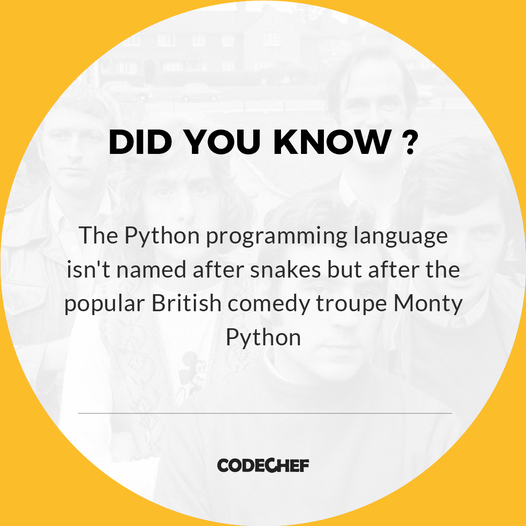 DID YOU KNOW ?
The Python programming language
isn't named after snakes but after the
popular British comedy troupe Monty
Python
CODECHEF